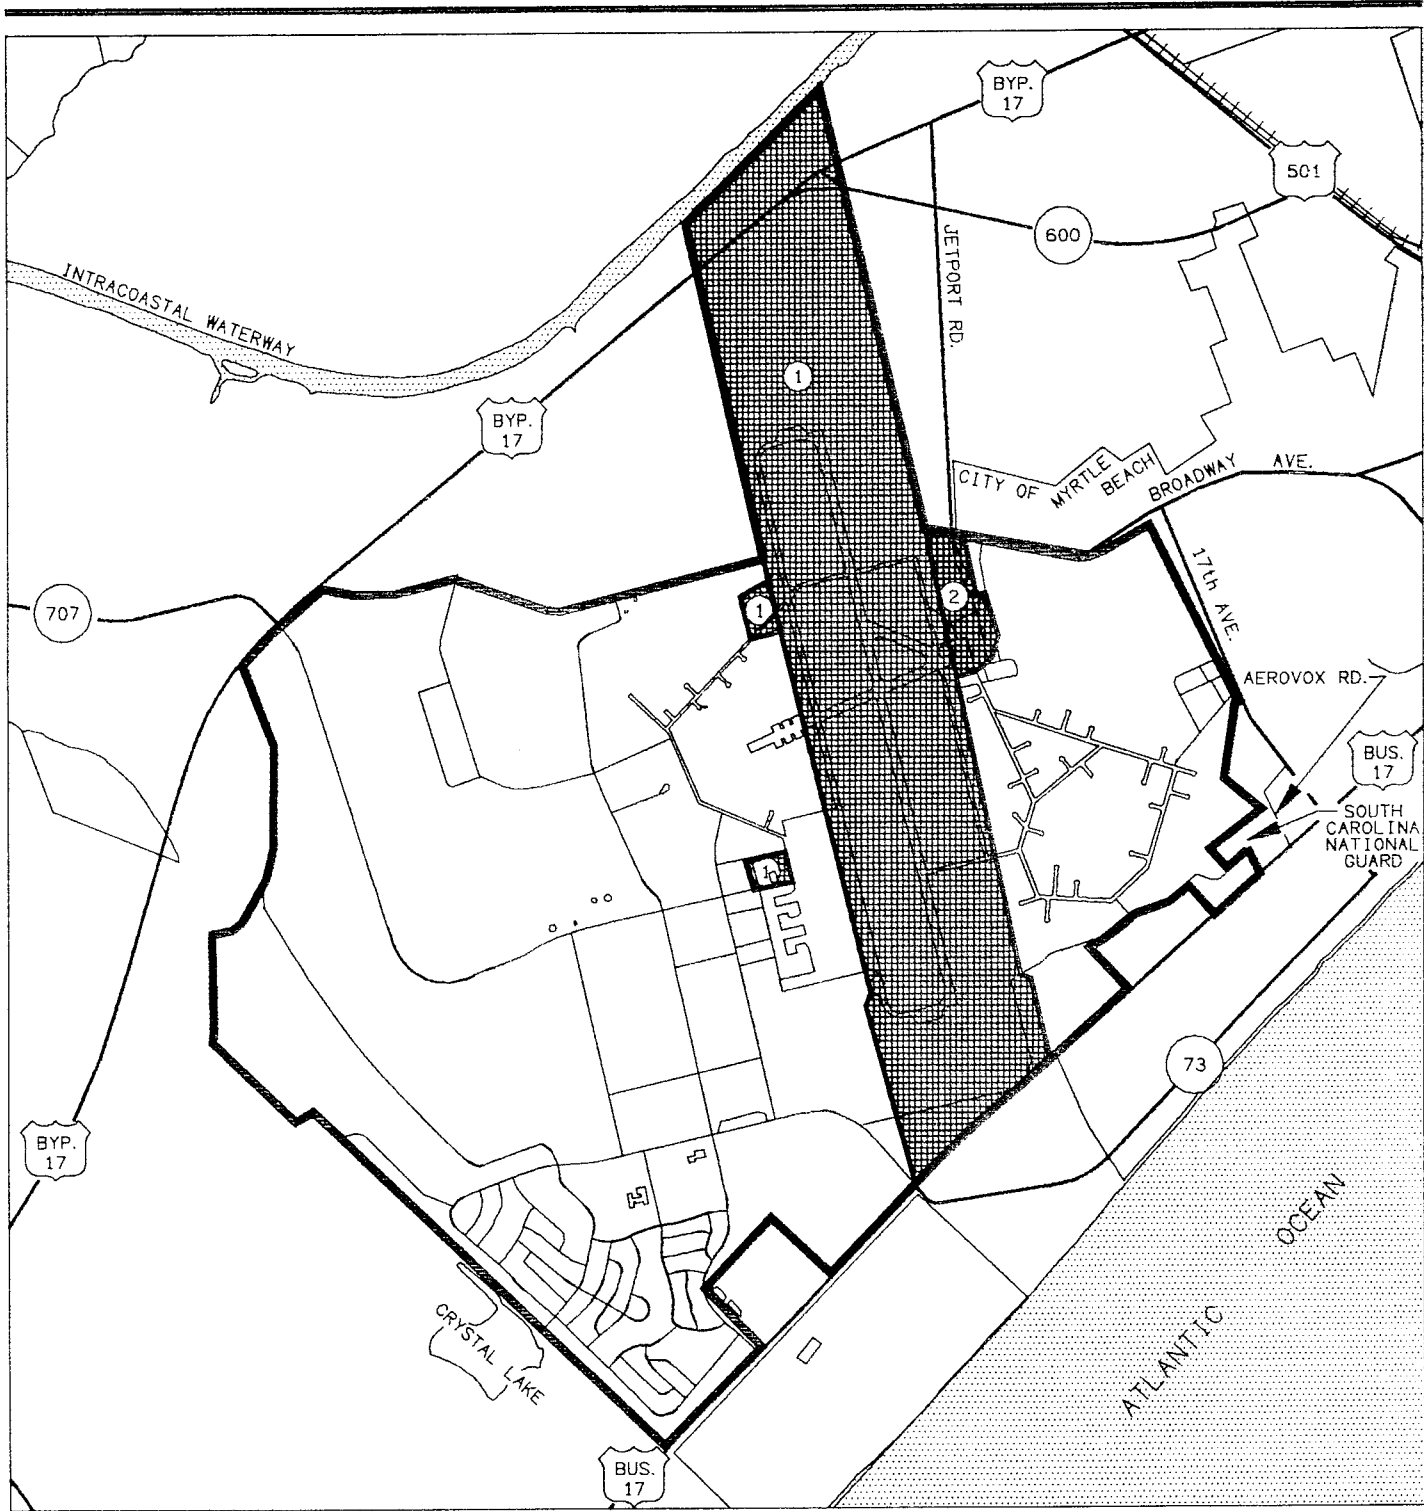 BYP.
17
501
600
JETPORT RD.
INTRACOASTAL WATERWAY
1
BYP.
17
CITY OF MYRTLE BEACH
BROADWAY AVE.
17th AVE.
707
1
2
AEROVOX RD.
BUS.
17
SOUTH
CAROLINA
NATIONAL
GUARD
1
73
BYP.
17
ATLANTIC OCEAN
CRYSTAL LAKE
BUS.
17